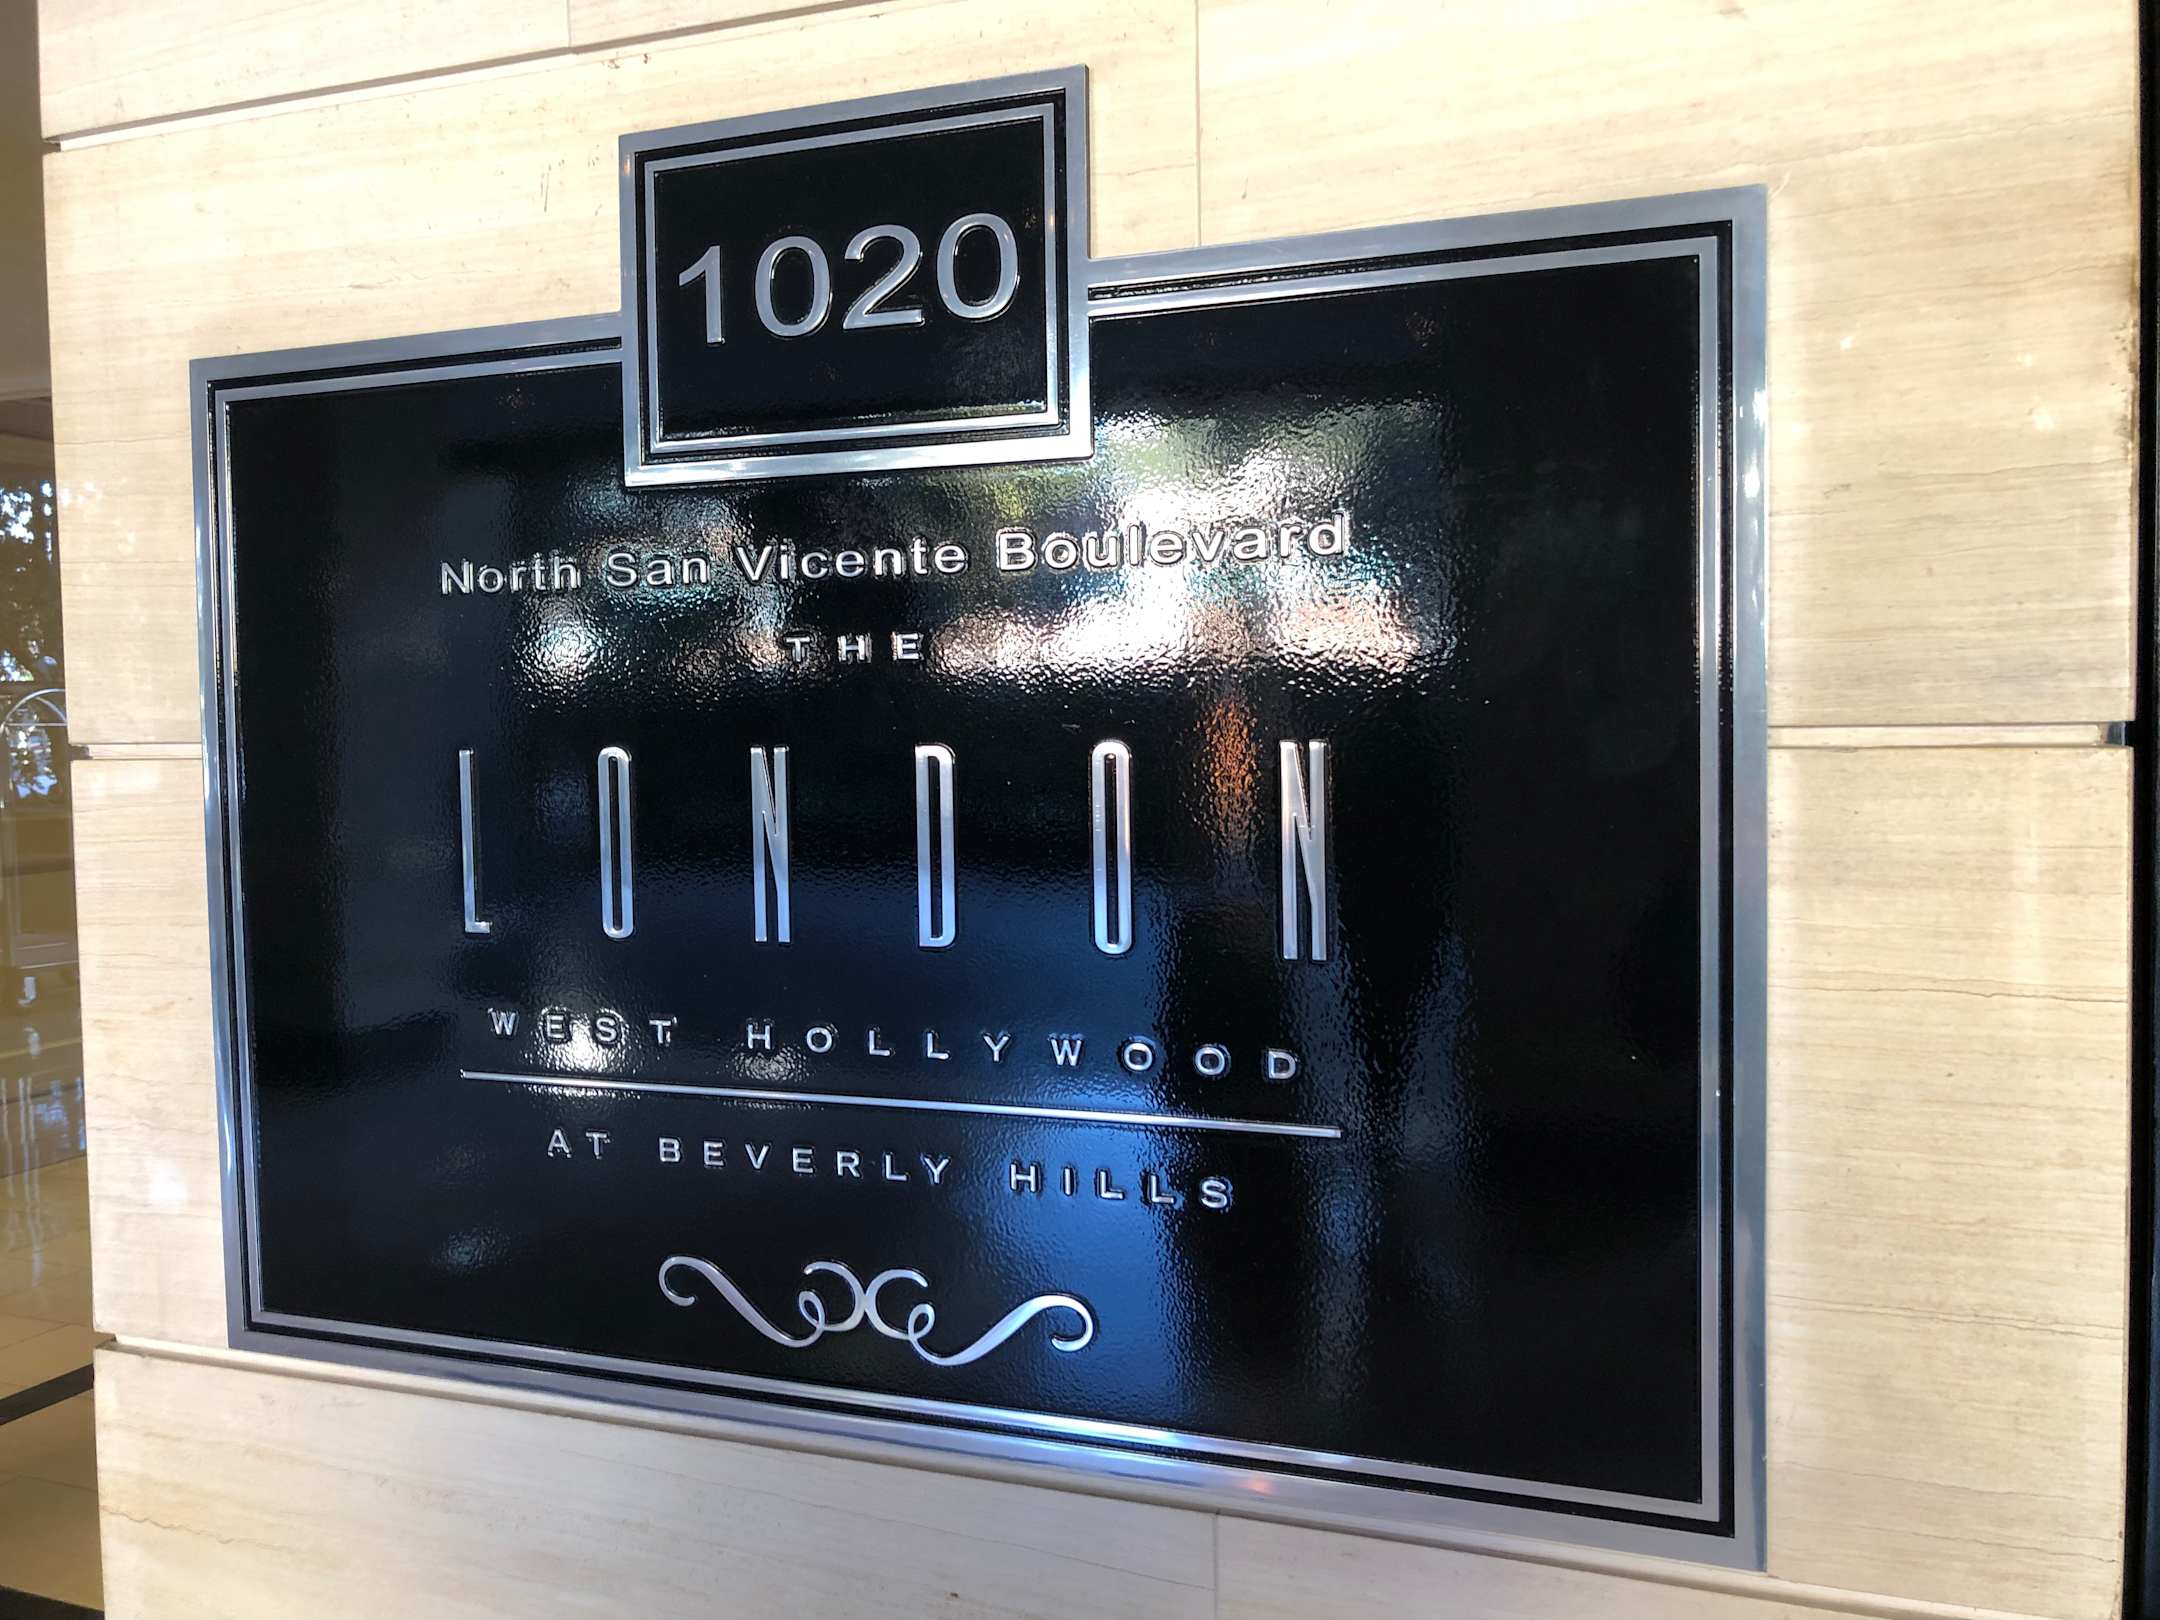 1020
North San Vicente Boulevard
THE
LONDON
WEST HOLLYWOOD
AT BEVERLY HILLS